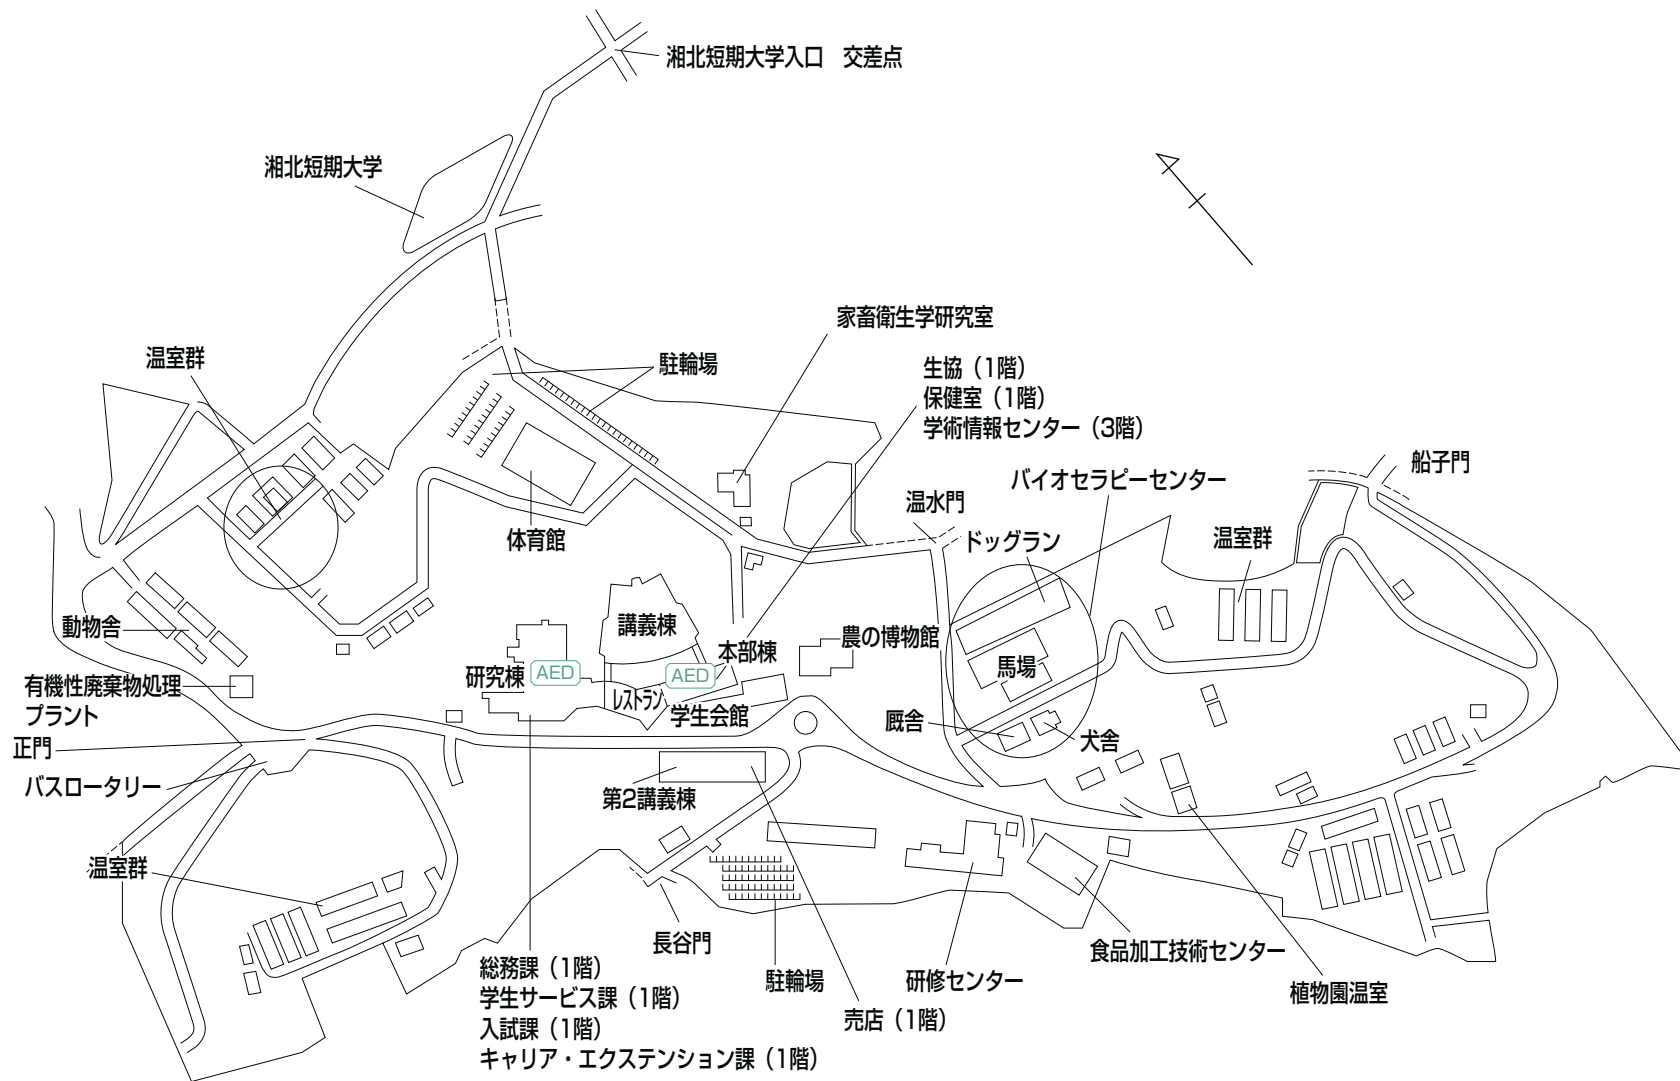 湘北短期大学入口　交差点
湘北短期大学
家畜衛生学研究室
温室群
駐輪場
生協（1階）
保健室（1階）
学術情報センター（3階）
船子門
バイオセラピーセンター
温水門
体育館
ドッグラン
温室群
動物舎
講義棟
農の博物館
本部棟
馬場
研究棟
AED
AED
有機性廃棄物処理
プラント
レストラン
学生会館
厩舎
犬舎
正門
バスロータリー
第2講義棟
温室群
長谷門
食品加工技術センター
総務課（1階）
学生サービス課（1階）
入試課（1階）
キャリア・エクステンション課（1階）
駐輪場
研修センター
植物園温室
売店（1階）